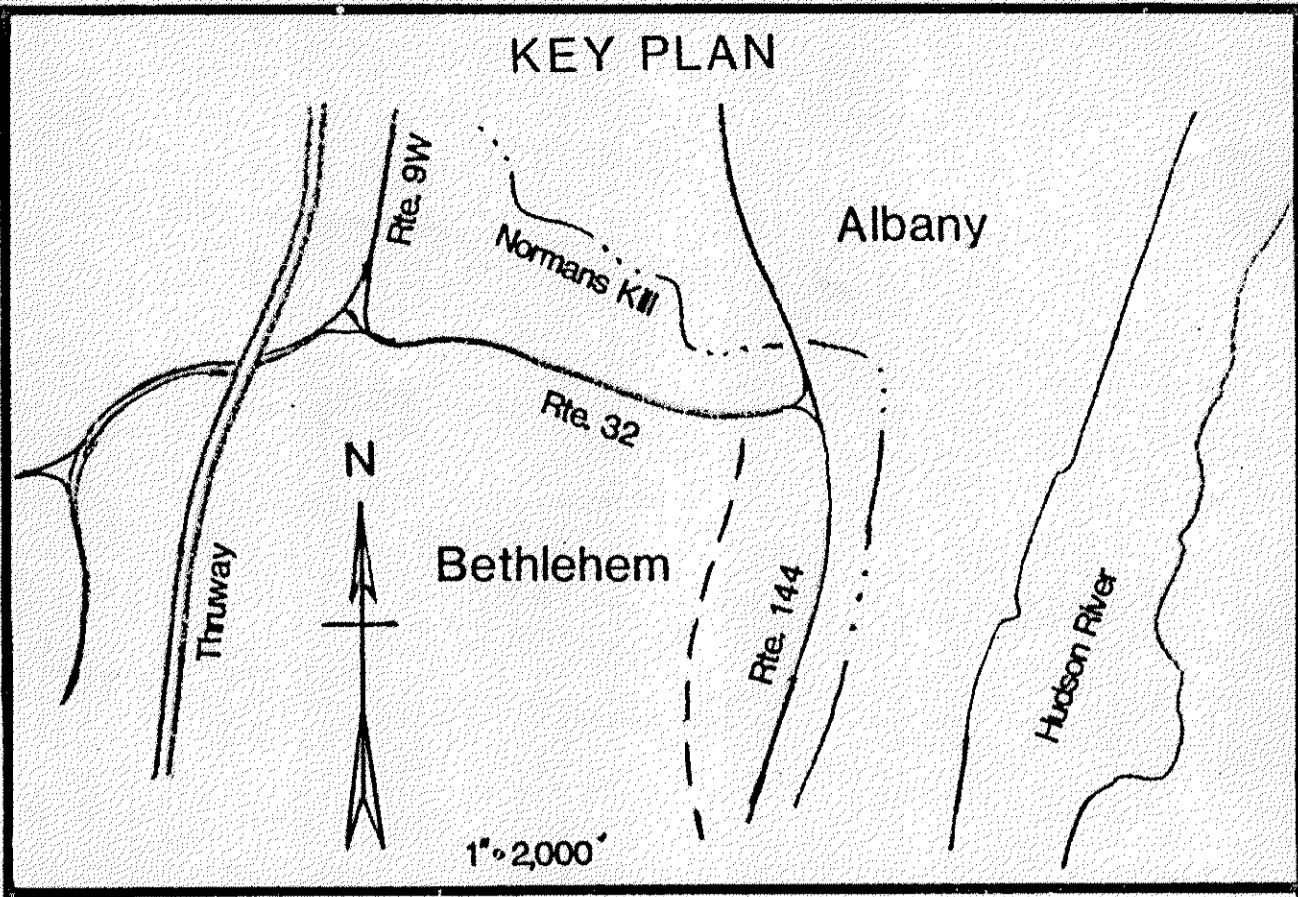 KEY PLAN
Rte. 9W
Normans Kill
Albany
Rte. 32
N
Bethlehem
Thruway
Rte. 144
Hudson River
1" = 2,000'